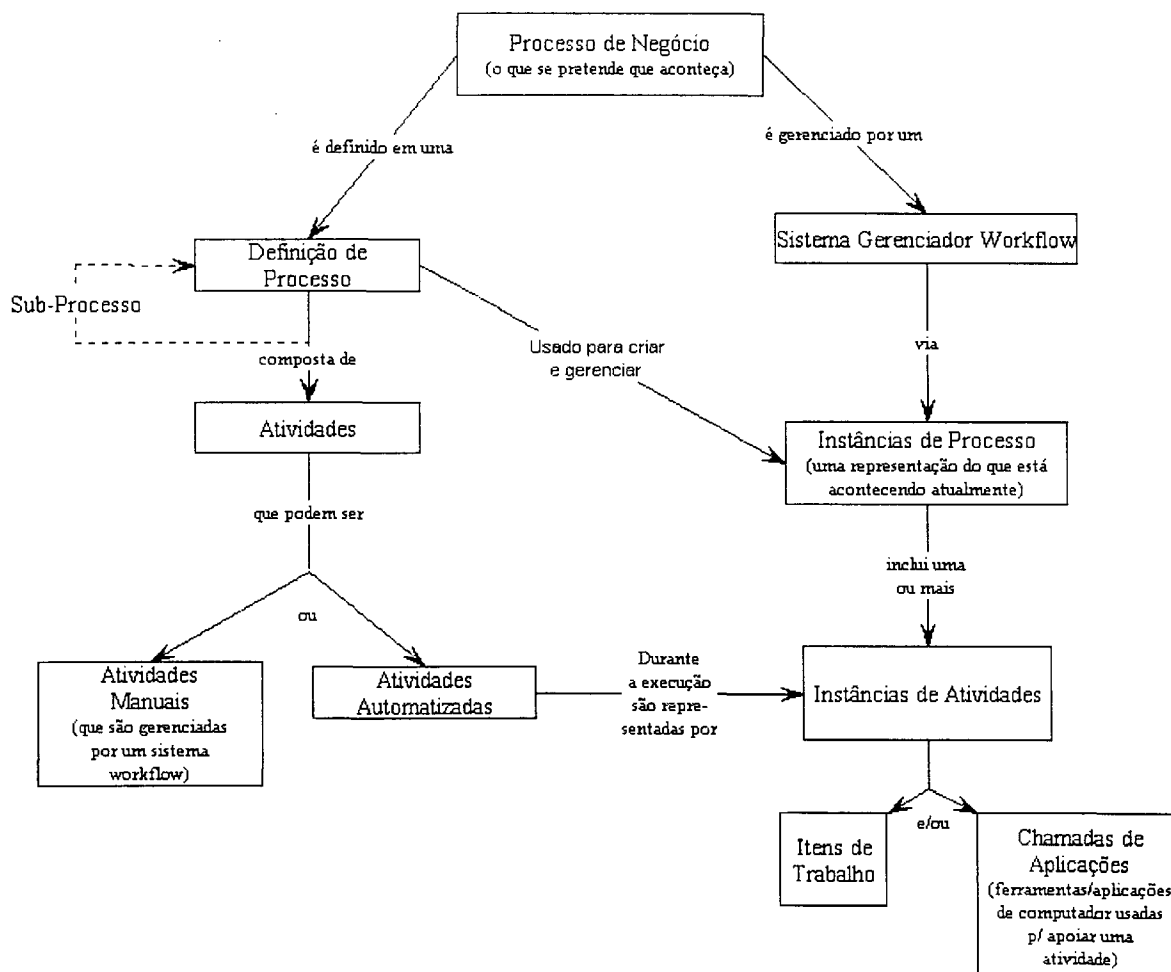 Processo de Negócio
(o que se pretende que aconteça)
é definido em uma
é gerenciado por um
Definição de
Processo
Sistema Gerenciador Workflow
Sub-Processo
composta de
Usado para criar
e gerenciar
via
Atividades
Instâncias de Processo
(uma representação do que está
acontecendo atualmente)
que podem ser
inclui uma
ou mais
ou
Atividades
Manuais
(que são gerenciadas
por um sistema
workflow)
Atividades
Automatizadas
Durante
a execução
são repre-
sentadas por
Instâncias de Atividades
e/ou
Itens de
Trabalho
Chamadas de
Aplicações
(ferramentas/aplicações
de computador usadas
p/ apoiar uma
atividade)